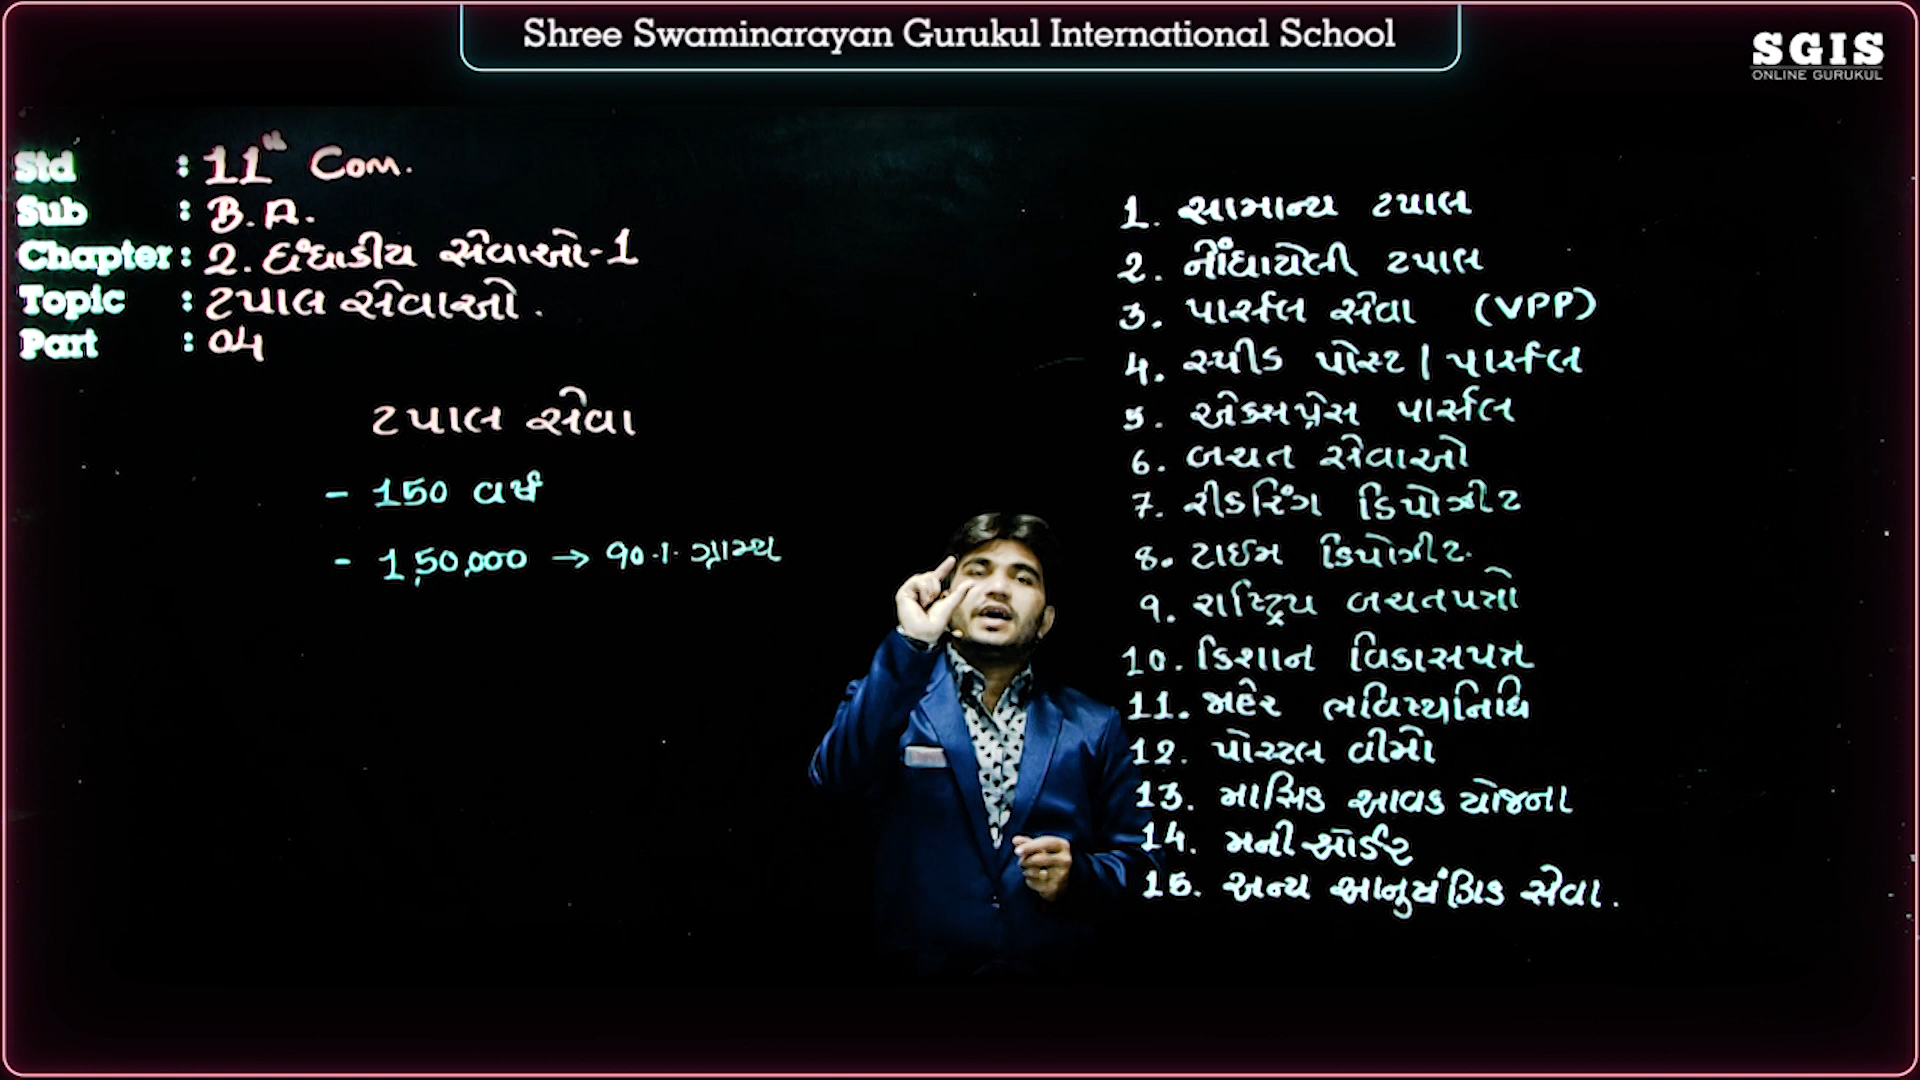 Shree Swaminarayan Gurukul International School
SGIS
ONLINE GURUKUL
Std : 11th Com.
Sub : B.A.
Chapter : 2. ધંધાકીય સેવાઓ-1
Topic : ટપાલ સેવાઓ.
Part : 04
ટપાલ સેવા
- 150 વર્ષ
- 1,50,000 → ૧૦% ગ્રામ્ય
1. સામાન્ય ટપાલ
2. નોંધાયેલી ટપાલ
3. પાર્સલ સેવા (VPP)
4. સ્પીડ પોસ્ટ | પાર્સલ
5. એક્સપ્રેસ પાર્સલ
6. બચત સેવાઓ
7. રીકરિંગ ડિપોઝીટ
8. ટાઈમ ડિપોઝીટ
9. રાષ્ટ્રિય બચતપત્રો
10. કિશાન વિકાસપત્ર
11. જાહેર ભવિષ્યનિધિ
12. પોસ્ટલ વીમો
13. માસિક આવક યોજના
14. મની ઓર્ડર
15. અન્ય આનુષંગિક સેવા.